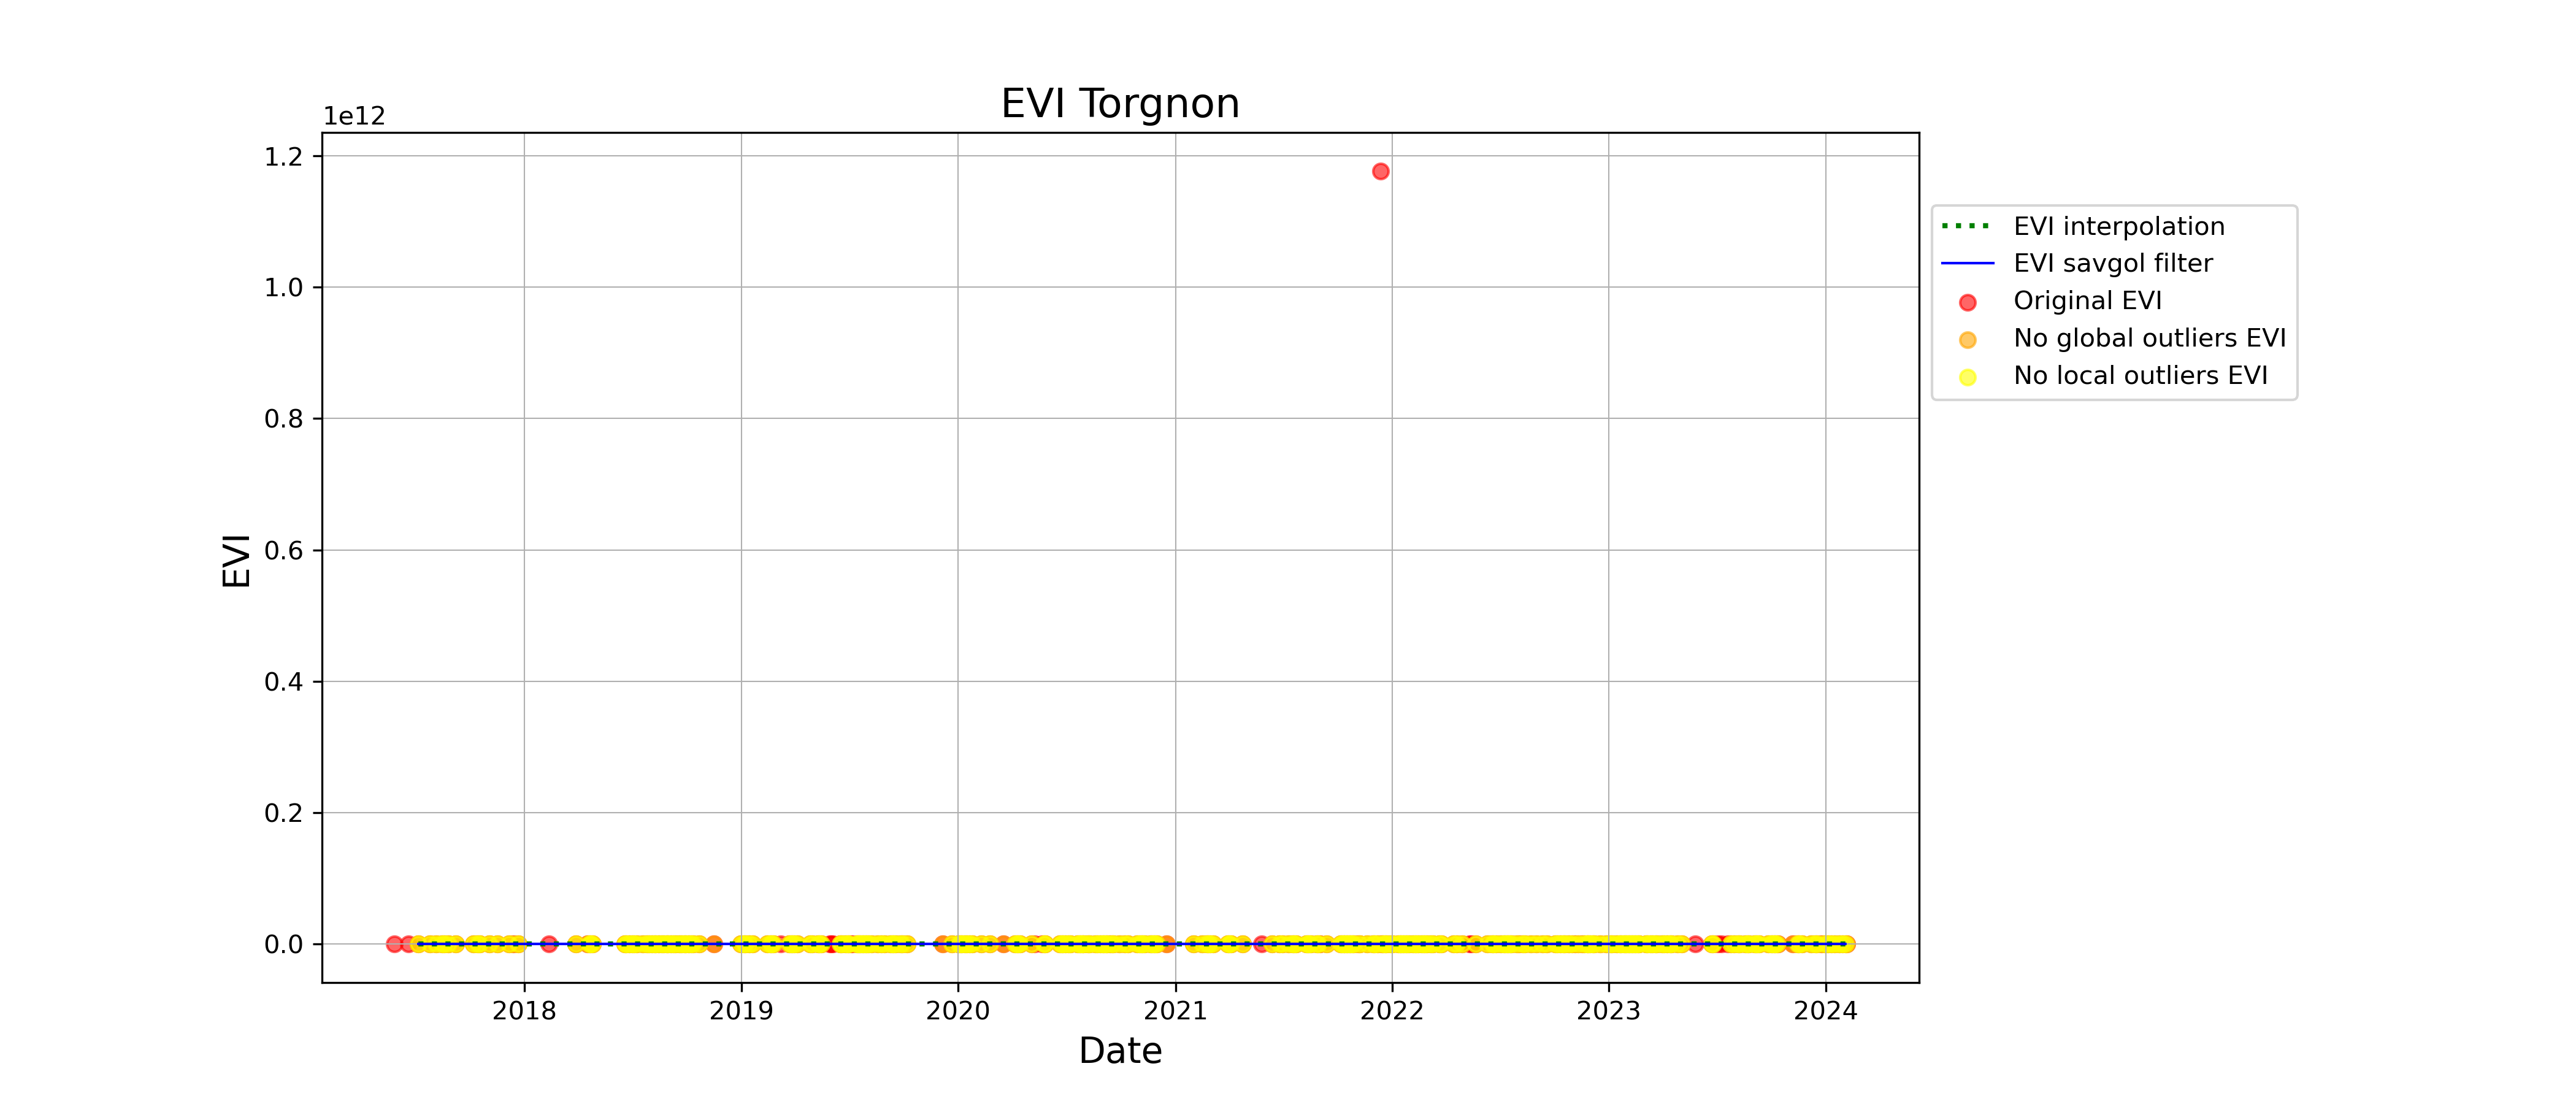 EVI Torgnon
1e12
1.2
1.0
0.8
0.6
0.4
0.2
0.0
EVI
2018 2019 2020 2021 2022 2023 2024
Date
EVI interpolation
EVI savgol filter
Original EVI
No global outliers EVI
No local outliers EVI